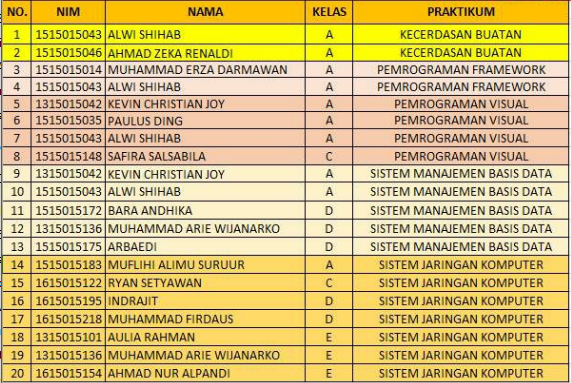 NO. NIM NAMA KELAS PRAKTIKUM
1 1515015043 ALWI SHIHAB A KECERDASAN BUATAN
2 1515015046 AHMAD ZEKA RENALDI A KECERDASAN BUATAN
3 1515015014 MUHAMMAD ERZA DARMAWAN A PEMROGRAMAN FRAMEWORK
4 1515015043 ALWI SHIHAB A PEMROGRAMAN FRAMEWORK
5 1315015042 KEVIN CHRISTIAN JOY A PEMROGRAMAN VISUAL
6 1515015035 PAULUS DING A PEMROGRAMAN VISUAL
7 1515015043 ALWI SHIHAB A PEMROGRAMAN VISUAL
8 1515015148 SAFIRA SALSABILA C PEMROGRAMAN VISUAL
9 1315015042 KEVIN CHRISTIAN JOY A SISTEM MANAJEMEN BASIS DATA
10 1515015043 ALWI SHIHAB A SISTEM MANAJEMEN BASIS DATA
11 1515015172 BARA ANDHIKA D SISTEM MANAJEMEN BASIS DATA
12 1315015136 MUHAMMAD ARIE WIJANARKO D SISTEM MANAJEMEN BASIS DATA
13 1515015175 ARBAEDI D SISTEM MANAJEMEN BASIS DATA
14 1515015183 MUFLIHI ALIMU SURUUR A SISTEM JARINGAN KOMPUTER
15 1615015122 RYAN SETYAWAN C SISTEM JARINGAN KOMPUTER
16 1615015195 INDRAJIT D SISTEM JARINGAN KOMPUTER
17 1615015218 MUHAMMAD FIRDAUS D SISTEM JARINGAN KOMPUTER
18 1315015101 AULIA RAHMAN E SISTEM JARINGAN KOMPUTER
19 1315015136 MUHAMMAD ARIE WIJANARKO E SISTEM JARINGAN KOMPUTER
20 1615015154 AHMAD NUR ALPANDI E SISTEM JARINGAN KOMPUTER